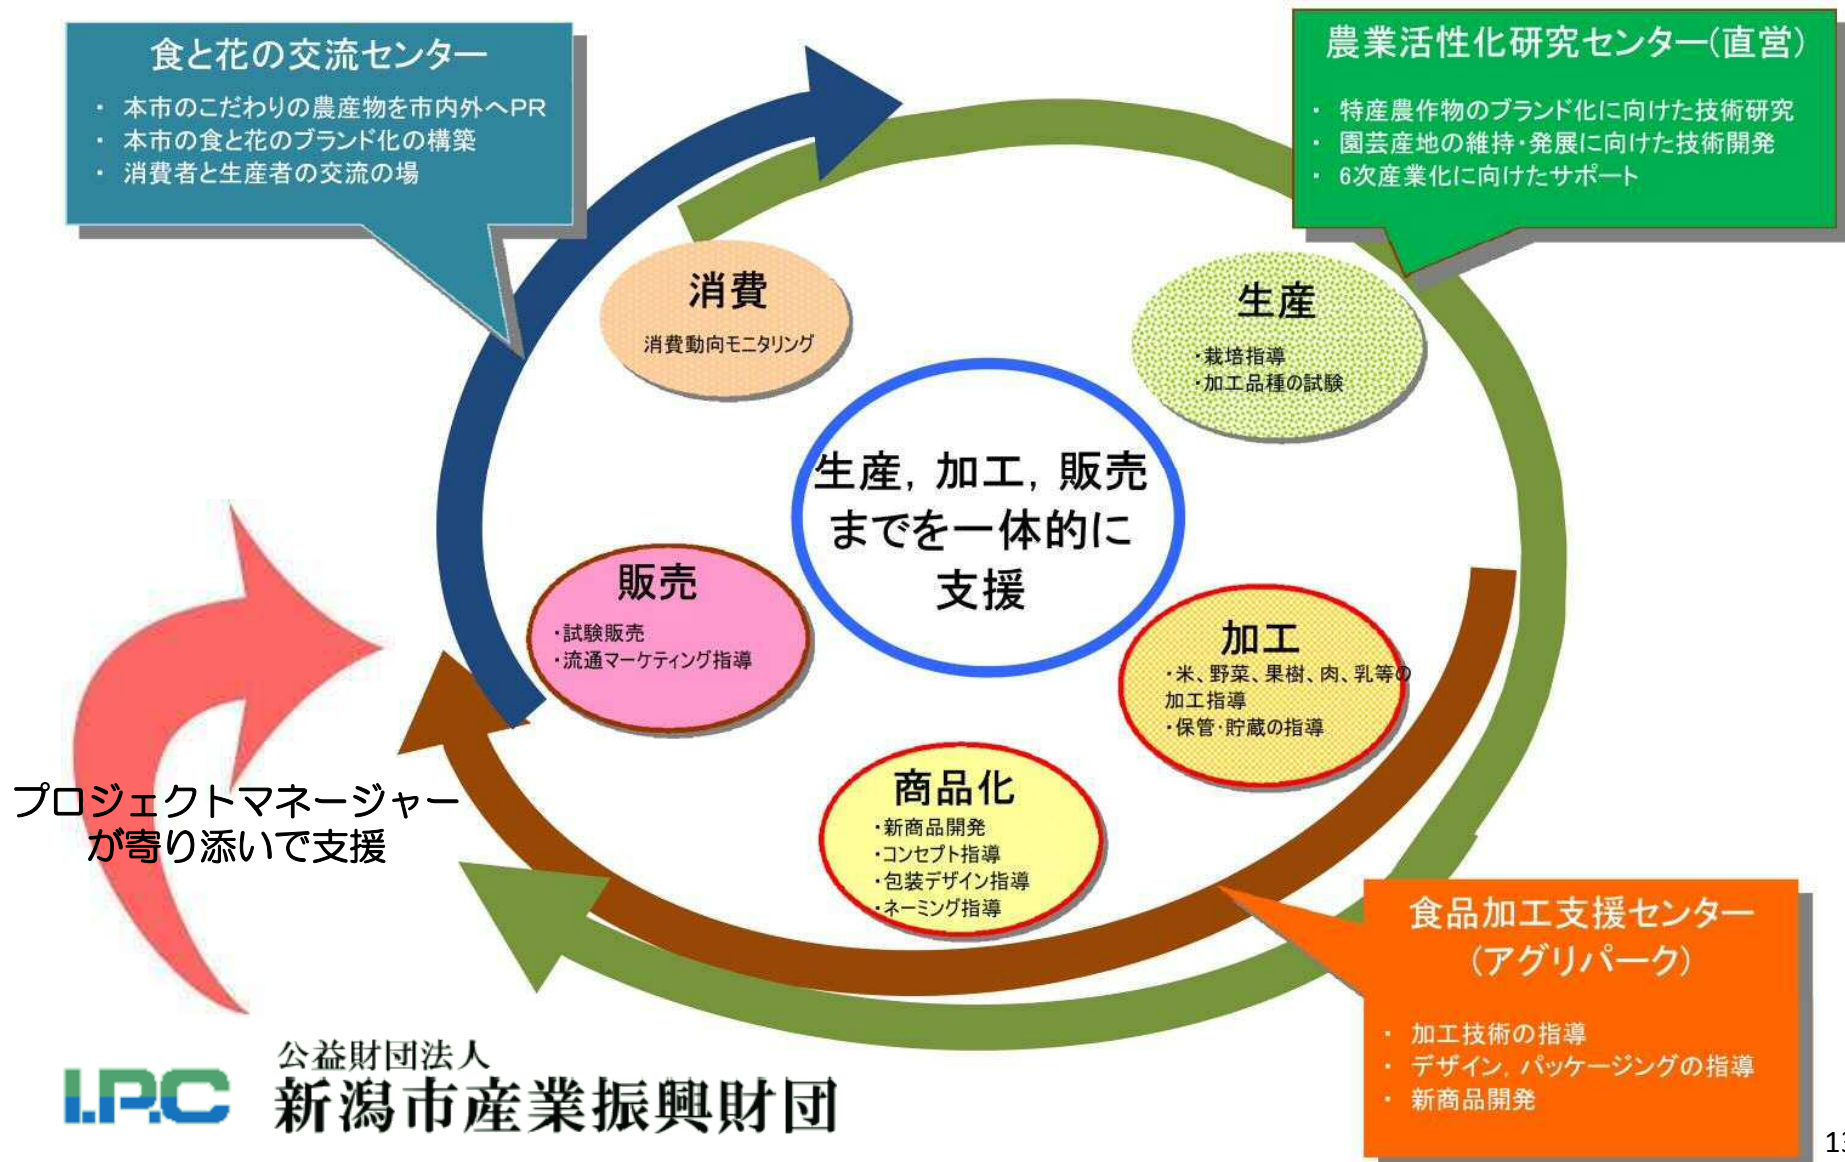 食と花の交流センター
・ 本市のこだわりの農産物を市内外へPR
・ 本市の食と花のブランド化の構築
・ 消費者と生産者の交流の場
農業活性化研究センター(直営)
・ 特産農作物のブランド化に向けた技術研究
・ 園芸産地の維持・発展に向けた技術開発
・ 6次産業化に向けたサポート
消費
消費動向モニタリング
生産
・栽培指導
・加工品種の試験
生産, 加工, 販売
までを一体的に
支援
販売
・試験販売
・流通マーケティング指導
加工
・米、野菜、果樹、肉、乳等の
加工指導
・保管・貯蔵の指導
商品化
・新商品開発
・コンセプト指導
・包装デザイン指導
・ネーミング指導
プロジェクトマネージャー
が寄り添いで支援
食品加工支援センター
(アグリパーク)
・ 加工技術の指導
・ デザイン, パッケージングの指導
・ 新商品開発
I.P.C
公益財団法人
新潟市産業振興財団